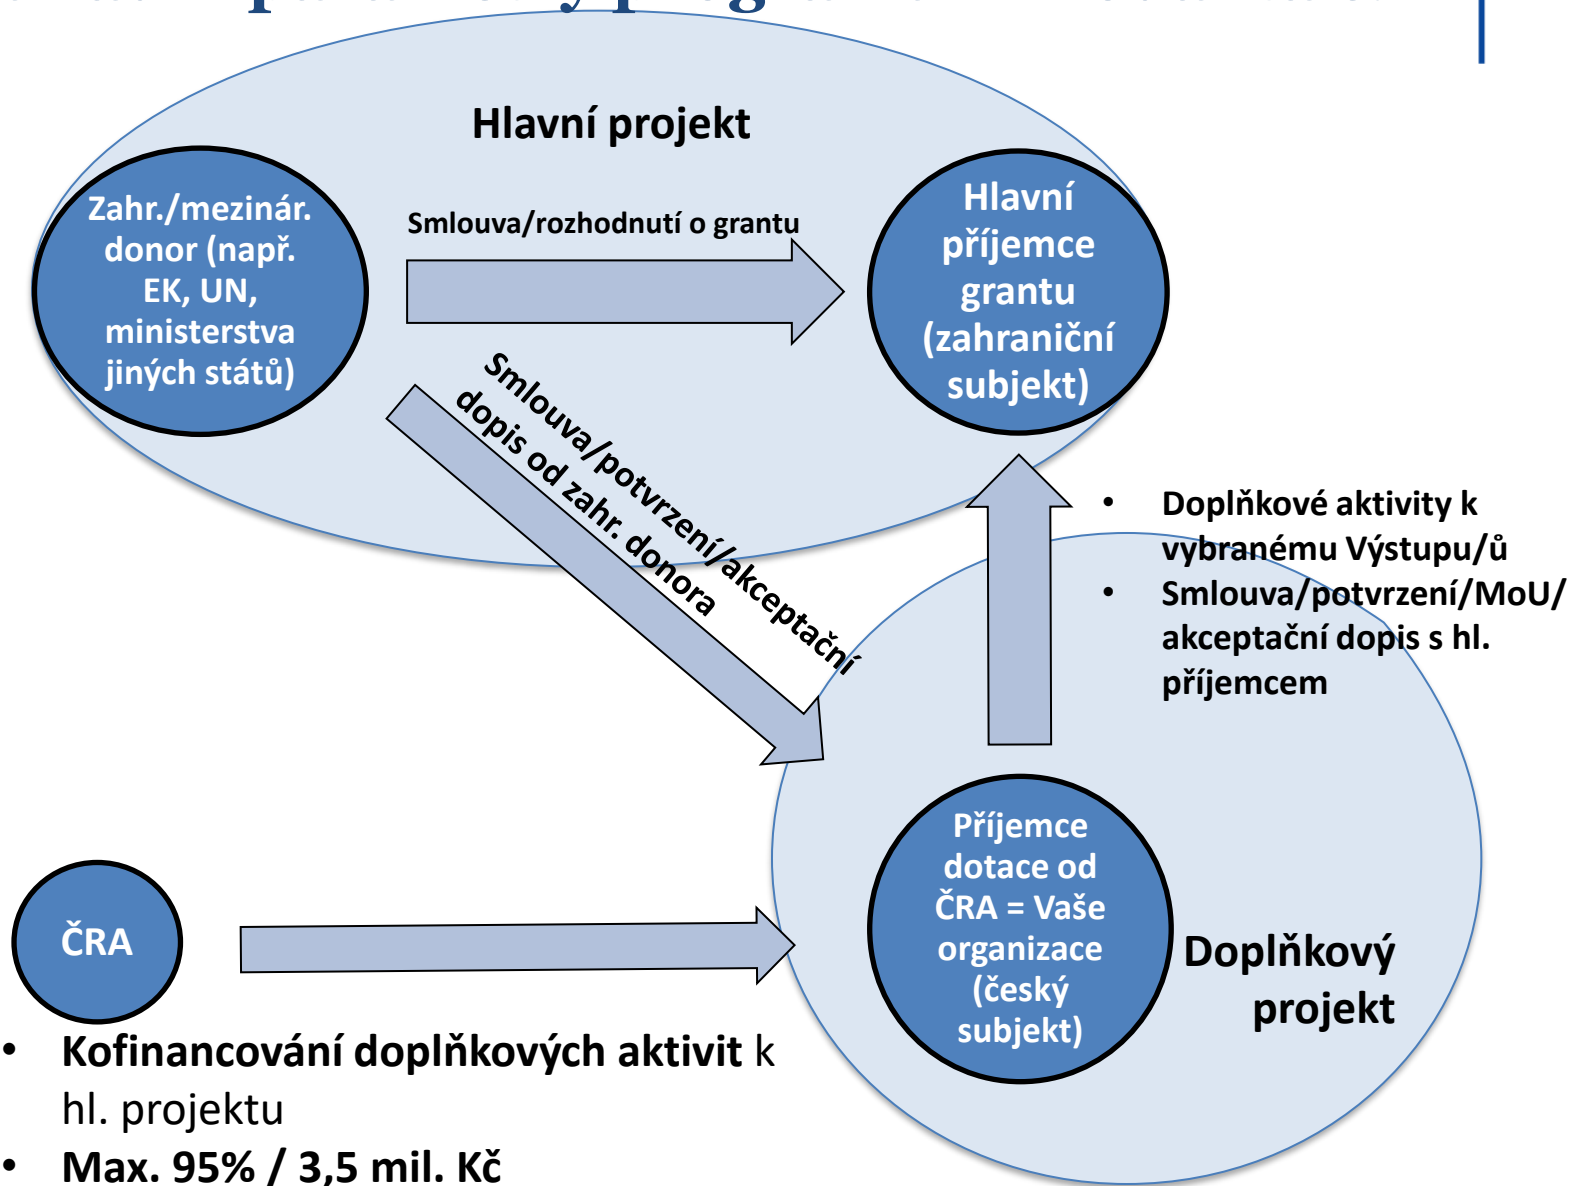 Hlavní projekt
Zahr./mezinár.
donor (např.
EK, UN,
ministerstva
jiných států)
Smlouva/rozhodnutí o grantu
Hlavní
příjemce
grantu
(zahraniční
subjekt)
Smlouva/potvrzení/akceptační
dopis od zahr. donora
• Doplňkové aktivity k
vybranému Výstupu/ů
• Smlouva/potvrzení/MoU/
akceptační dopis s hl.
příjemcem
Příjemce
dotace od
ČRA = Vaše
organizace
(český
subjekt)
Doplňkový
projekt
ČRA
• Kofinancování doplňkových aktivit k
hl. projektu
• Max. 95% / 3,5 mil. Kč